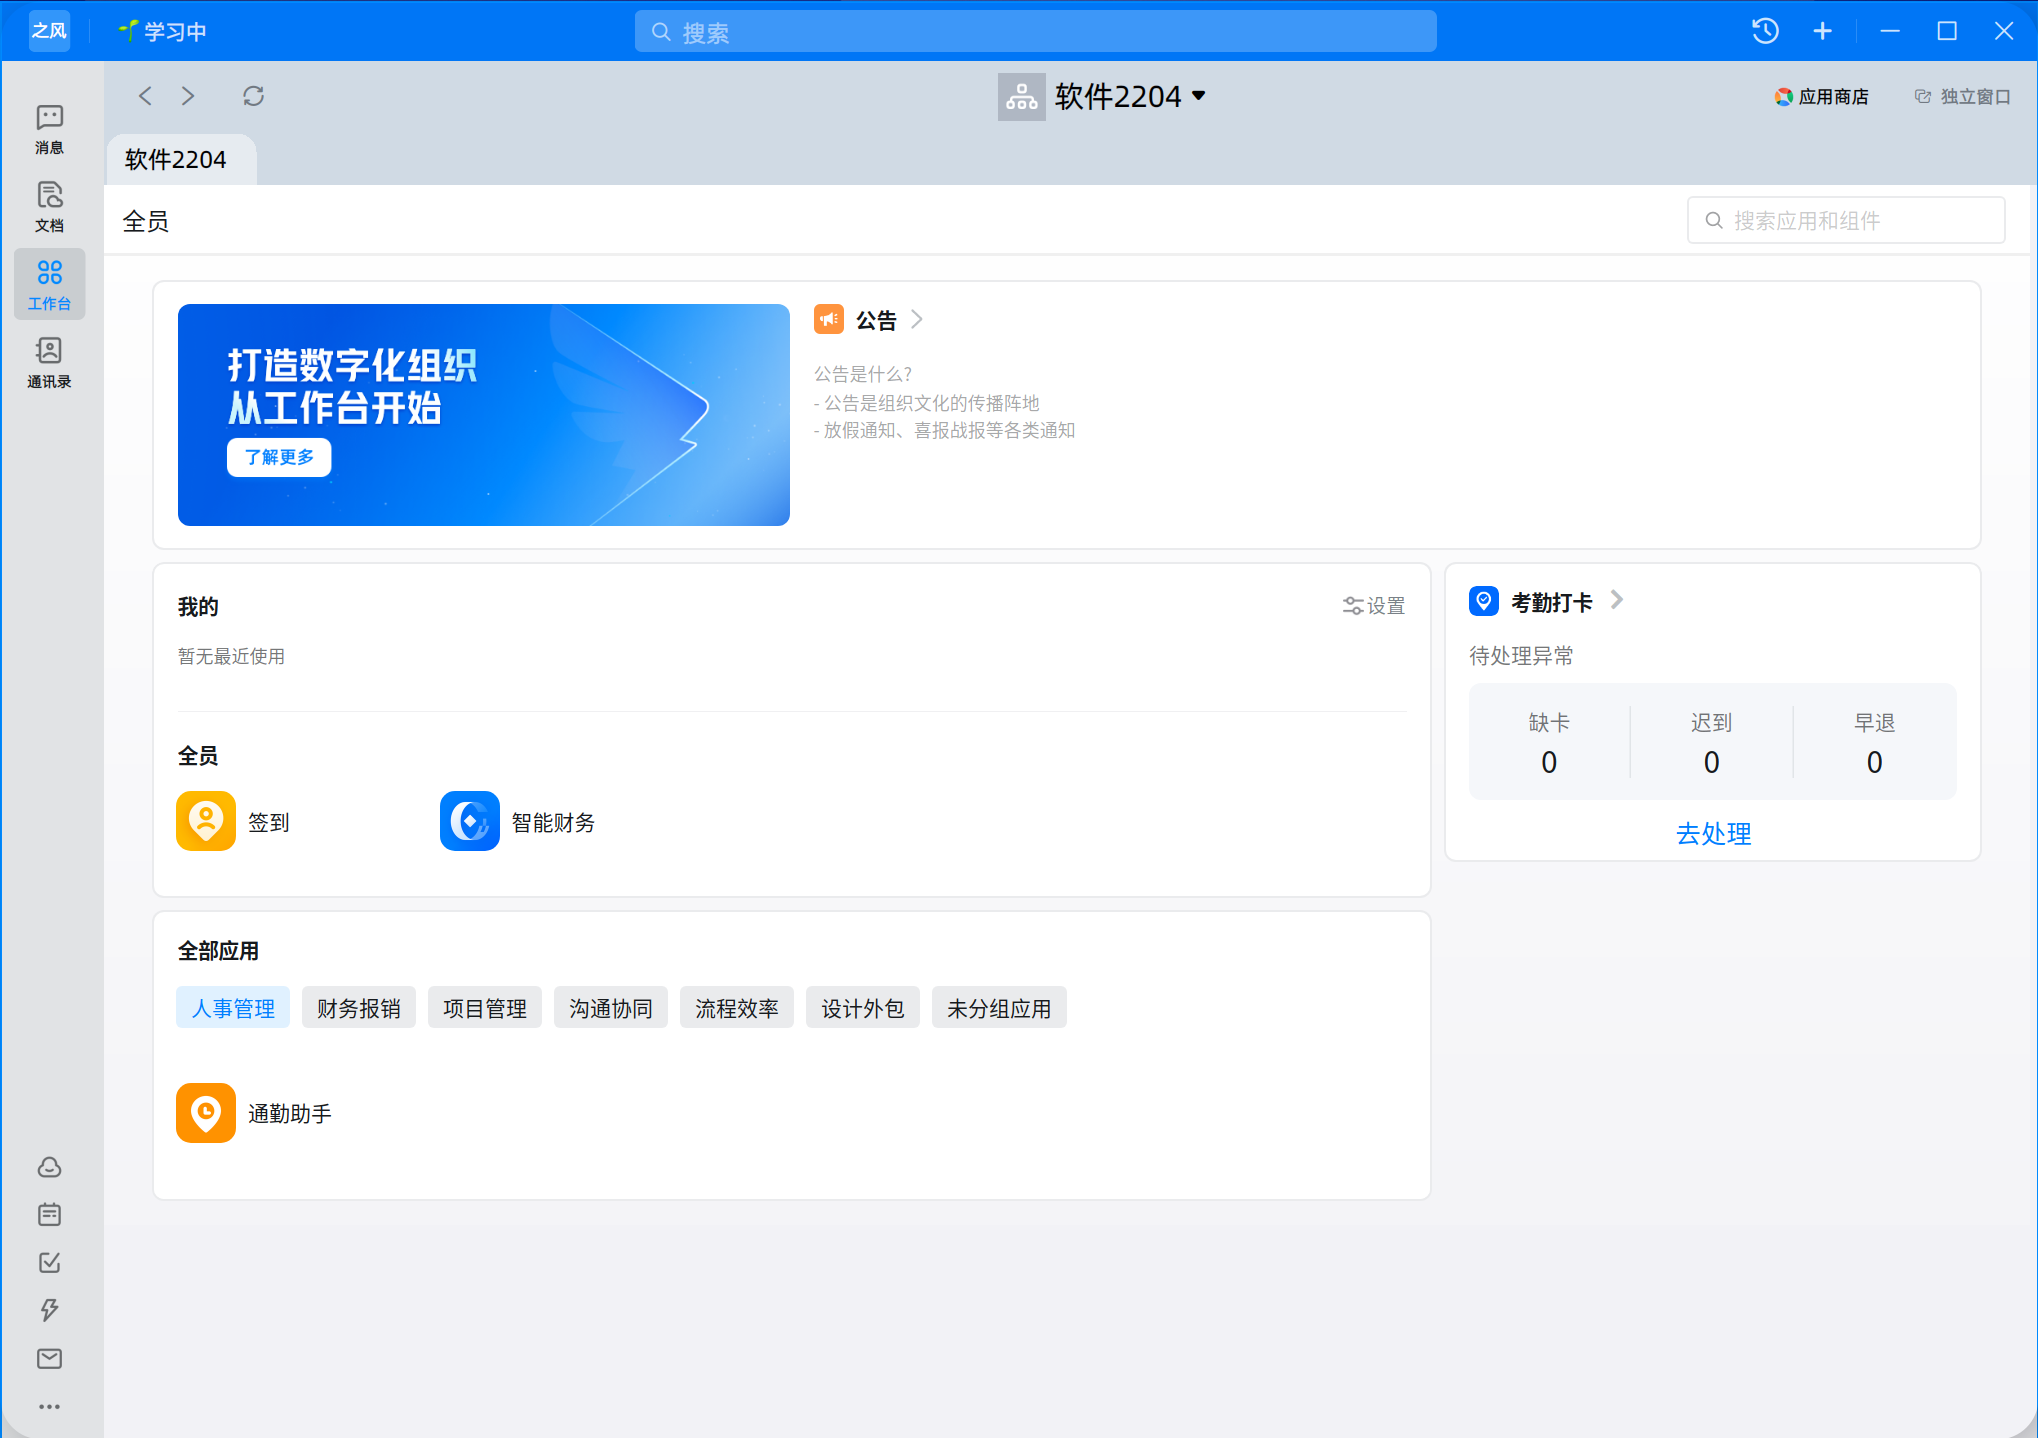 之风
学习中
搜索
消息
文档
工作台
通讯录
软件2204
应用商店
独立窗口
软件2204
全员
搜索应用和组件
打造数字化组织
从工作台开始
了解更多
公告
公告是什么?
- 公告是组织文化的传播阵地
- 放假通知、喜报战报等各类通知
我的
设置
暂无最近使用
全员
签到
智能财务
考勤打卡
待处理异常
缺卡 迟到 早退
0 0 0
去处理
全部应用
人事管理 财务报销 项目管理 沟通协同 流程效率 设计外包 未分组应用
通勤助手